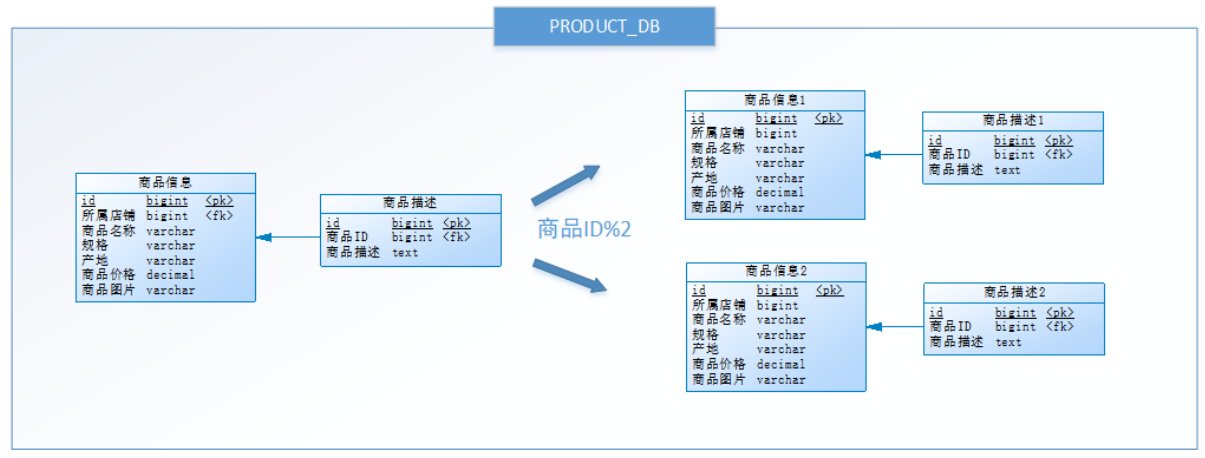 PRODUCT_DB
商品信息
id bigint <pk>
所属店铺 bigint <fk>
商品名称 varchar
规格 varchar
产地 varchar
商品价格 decimal
商品图片 varchar
商品描述
id bigint <pk>
商品ID bigint <fk>
商品描述 text
商品ID%2
商品信息1
id bigint <pk>
所属店铺 bigint
商品名称 varchar
规格 varchar
产地 varchar
商品价格 decimal
商品图片 varchar
商品描述1
id bigint <pk>
商品ID bigint <fk>
商品描述 text
商品信息2
id bigint <pk>
所属店铺 bigint
商品名称 varchar
规格 varchar
产地 varchar
商品价格 decimal
商品图片 varchar
商品描述2
id bigint <pk>
商品ID bigint <fk>
商品描述 text